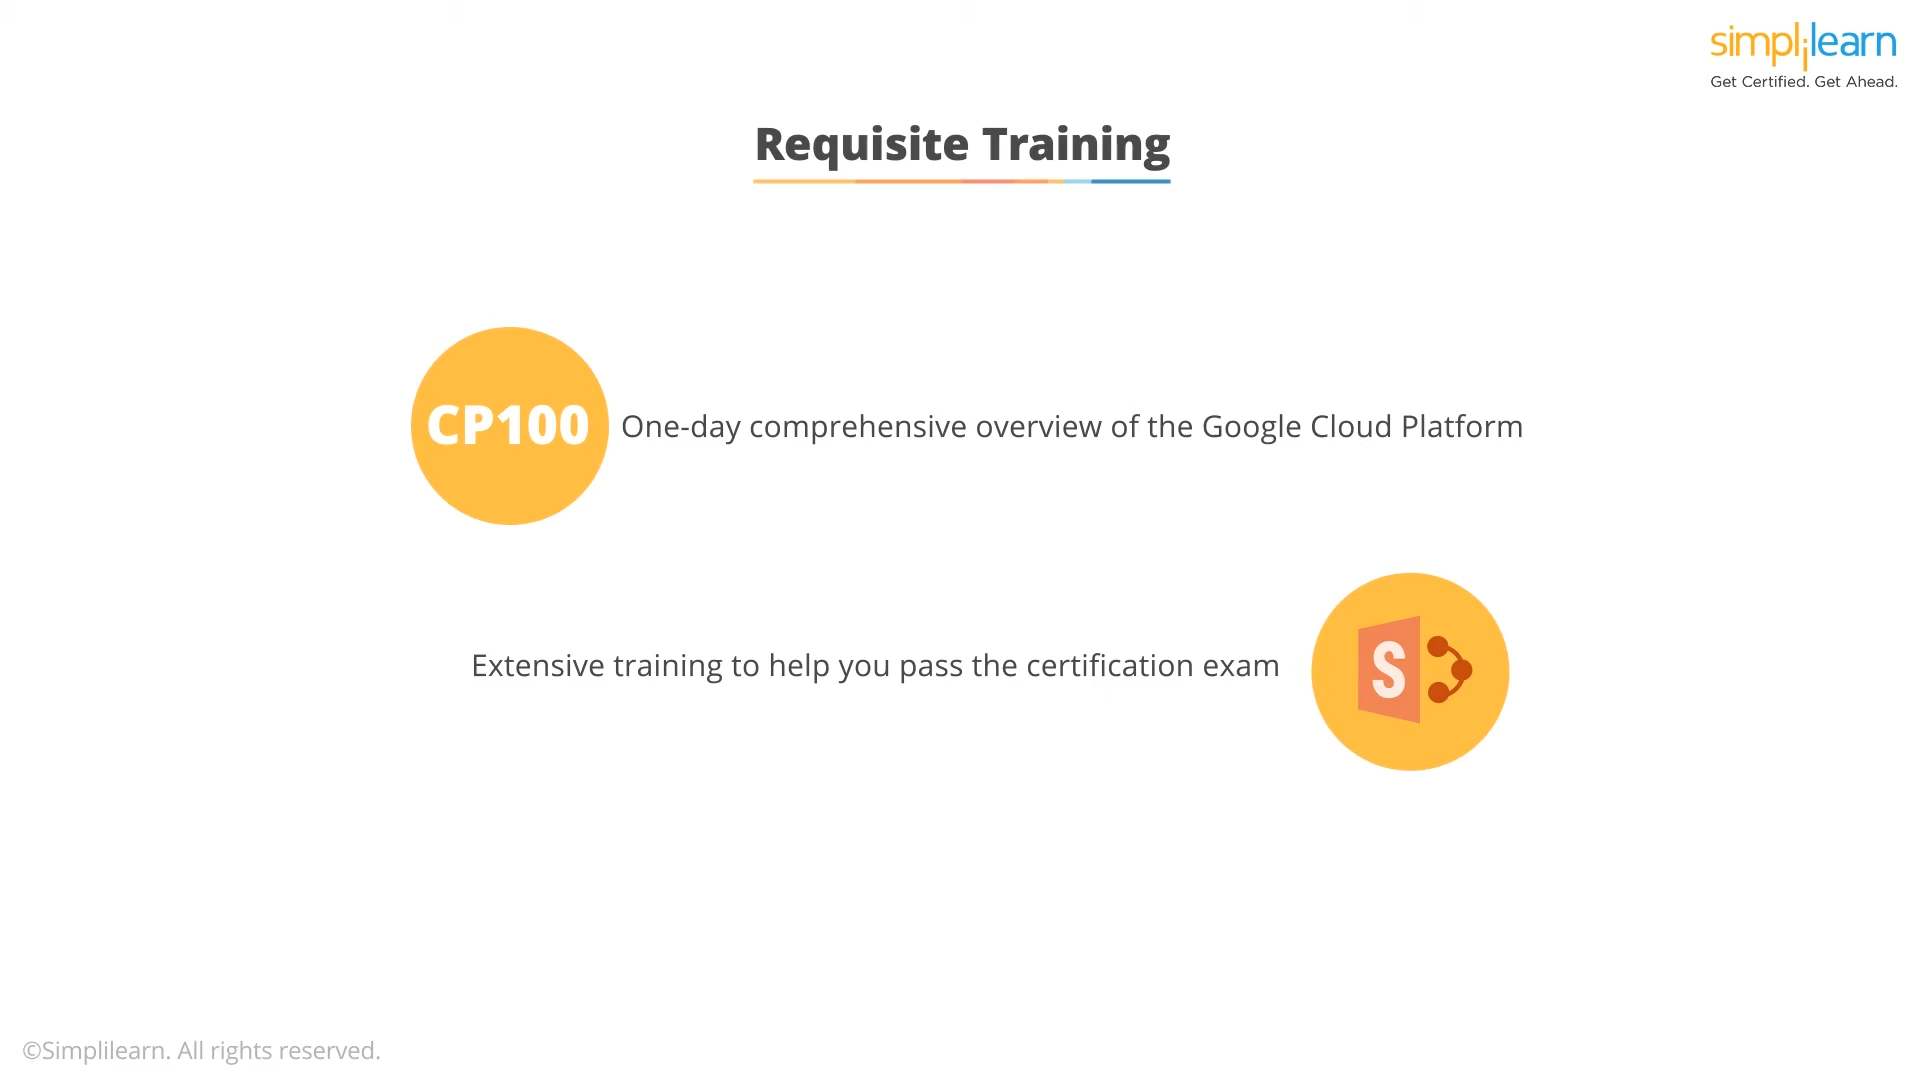 simplilearn
Get Certified. Get Ahead.
Requisite Training
CP100
One-day comprehensive overview of the Google Cloud Platform
Extensive training to help you pass the certification exam
S
©Simplilearn. All rights reserved.